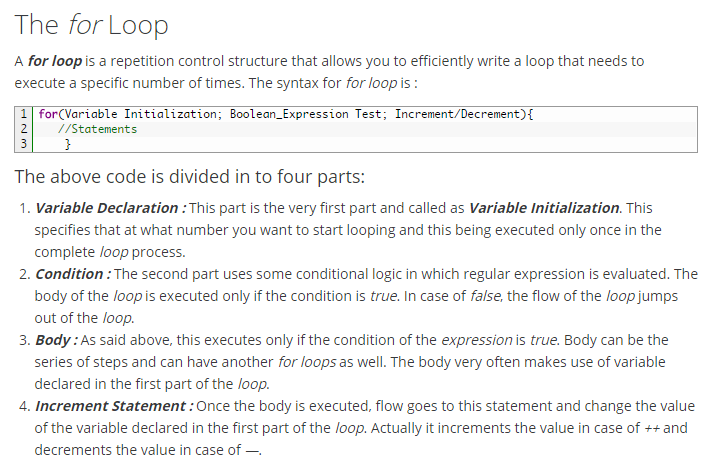 The for Loop
A for loop is a repetition control structure that allows you to efficiently write a loop that needs to
execute a specific number of times. The syntax for for loop is :
1 for(Variable Initialization; Boolean_Expression Test; Increment/Decrement){
2 //Statements
3 }
The above code is divided in to four parts:
1. Variable Declaration : This part is the very first part and called as Variable Initialization. This
specifies that at what number you want to start looping and this being executed only once in the
complete loop process.
2. Condition : The second part uses some conditional logic in which regular expression is evaluated. The
body of the loop is executed only if the condition is true. In case of false, the flow of the loop jumps
out of the loop.
3. Body : As said above, this executes only if the condition of the expression is true. Body can be the
series of steps and can have another for loops as well. The body very often makes use of variable
declared in the first part of the loop.
4. Increment Statement : Once the body is executed, flow goes to this statement and change the value
of the variable declared in the first part of the loop. Actually it increments the value in case of ++ and
decrements the value in case of —.